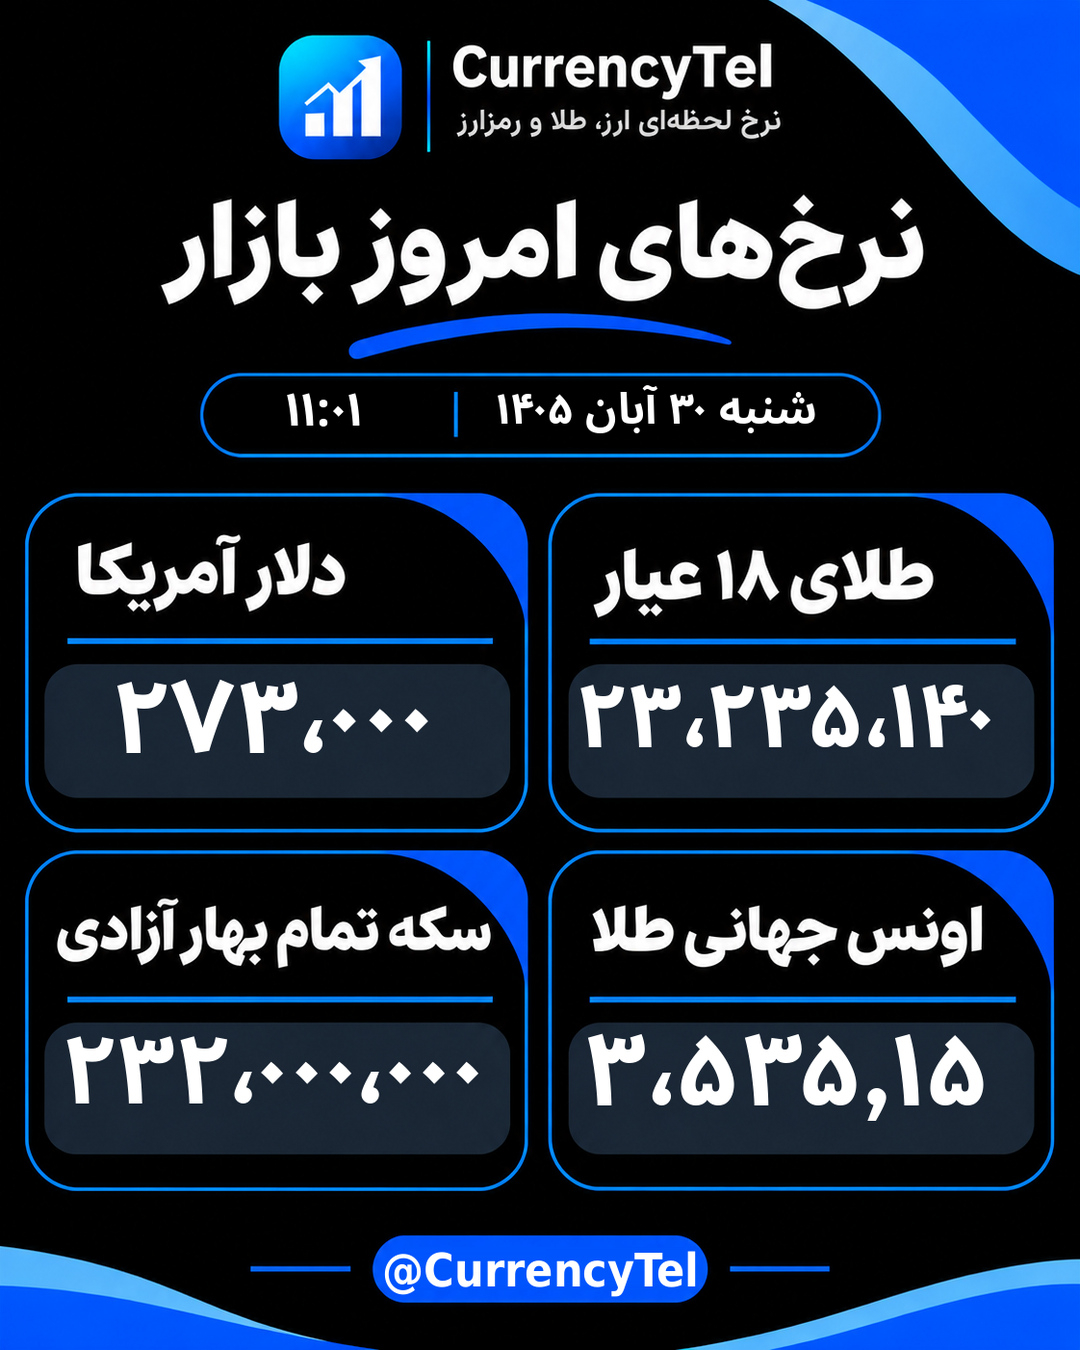 CurrencyTel
نرخ لحظه‌ای ارز، طلا و رمزارز
نرخ‌های امروز بازار
شنبه ۳۰ آبان ۱۴۰۵
۱۱:۰۱
طلای ۱۸ عیار
۲۳،۲۳۵،۱۴۰
دلار آمریکا
۲۷۳،۰۰۰
اونس جهانی طلا
۳،۵۳۵,۱۵
سکه تمام بهار آزادی
۲۳۲،۰۰۰،۰۰۰
@CurrencyTel